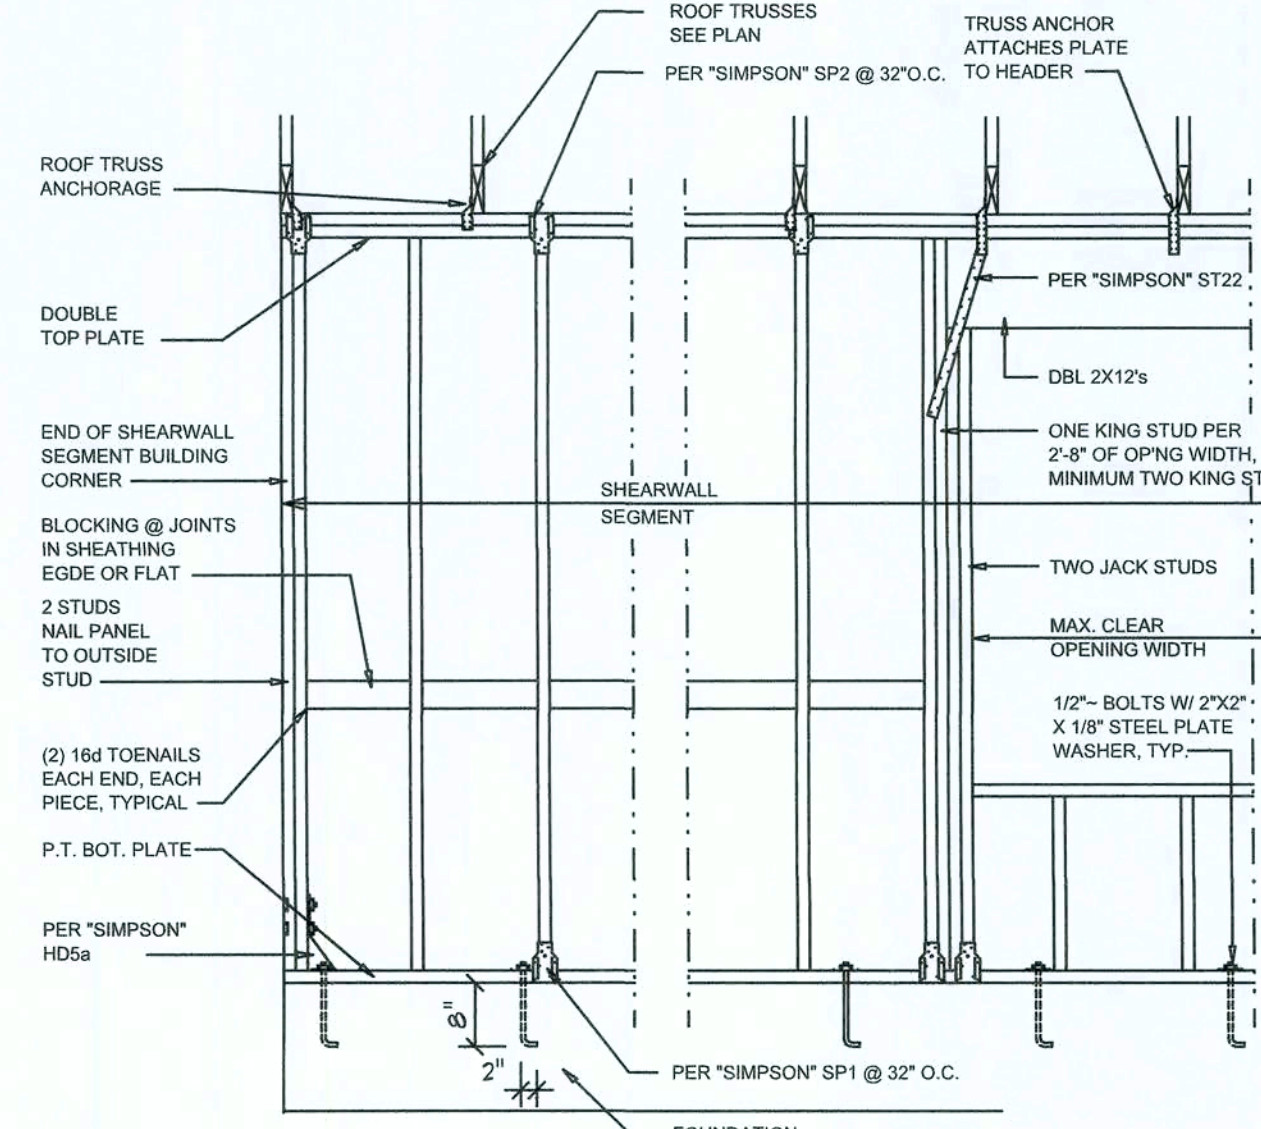 ROOF TRUSSES
SEE PLAN
PER "SIMPSON" SP2 @ 32"O.C.
TRUSS ANCHOR
ATTACHES PLATE
TO HEADER
ROOF TRUSS
ANCHORAGE
DOUBLE
TOP PLATE
END OF SHEARWALL
SEGMENT BUILDING
CORNER
BLOCKING @ JOINTS
IN SHEATHING
EGDE OR FLAT
2 STUDS
NAIL PANEL
TO OUTSIDE
STUD
(2) 16d TOENAILS
EACH END, EACH
PIECE, TYPICAL
P.T. BOT. PLATE
PER "SIMPSON"
HD5a
SHEARWALL
SEGMENT
PER "SIMPSON" ST22
DBL 2X12's
ONE KING STUD PER
2'-8" OF OP'NG WIDTH,
MINIMUM TWO KING ST
TWO JACK STUDS
MAX. CLEAR
OPENING WIDTH
1/2"~ BOLTS W/ 2"X2"
X 1/8" STEEL PLATE
WASHER, TYP.
8"
2"
PER "SIMPSON" SP1 @ 32" O.C.
FOUNDATION